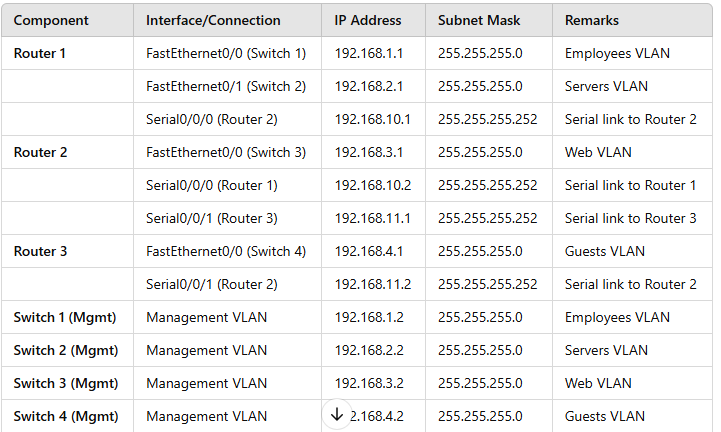 Component Interface/Connection IP Address Subnet Mask Remarks
Router 1 FastEthernet0/0 (Switch 1) 192.168.1.1 255.255.255.0 Employees VLAN
FastEthernet0/1 (Switch 2) 192.168.2.1 255.255.255.0 Servers VLAN
Serial0/0/0 (Router 2) 192.168.10.1 255.255.255.252 Serial link to Router 2
Router 2 FastEthernet0/0 (Switch 3) 192.168.3.1 255.255.255.0 Web VLAN
Serial0/0/0 (Router 1) 192.168.10.2 255.255.255.252 Serial link to Router 1
Serial0/0/1 (Router 3) 192.168.11.1 255.255.255.252 Serial link to Router 3
Router 3 FastEthernet0/0 (Switch 4) 192.168.4.1 255.255.255.0 Guests VLAN
Serial0/0/1 (Router 2) 192.168.11.2 255.255.255.252 Serial link to Router 2
Switch 1 (Mgmt) Management VLAN 192.168.1.2 255.255.255.0 Employees VLAN
Switch 2 (Mgmt) Management VLAN 192.168.2.2 255.255.255.0 Servers VLAN
Switch 3 (Mgmt) Management VLAN 192.168.3.2 255.255.255.0 Web VLAN
Switch 4 (Mgmt) Management VLAN 2.168.4.2 255.255.255.0 Guests VLAN